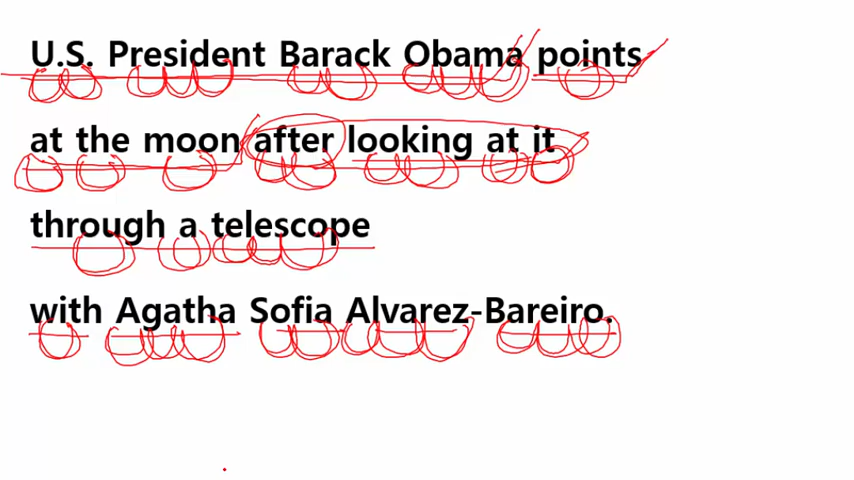 U.S. President Barack Obama points
at the moon after looking at it
through a telescope
with Agatha Sofia Alvarez-Bareiro.